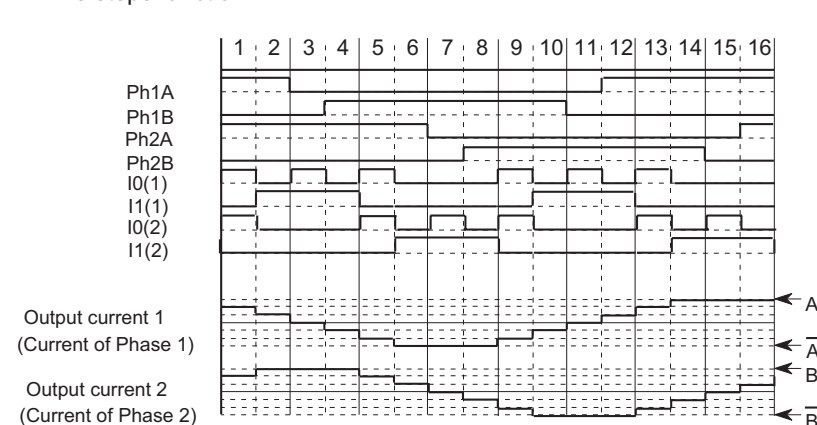 1 2 3 4 5 6 7 8 9 10 11 12 13 14 15 16
Ph1A
Ph1B
Ph2A
Ph2B
I0(1)
I1(1)
I0(2)
I1(2)
Output current 1
(Current of Phase 1)
A
A̅
Output current 2
(Current of Phase 2)
B
B̅